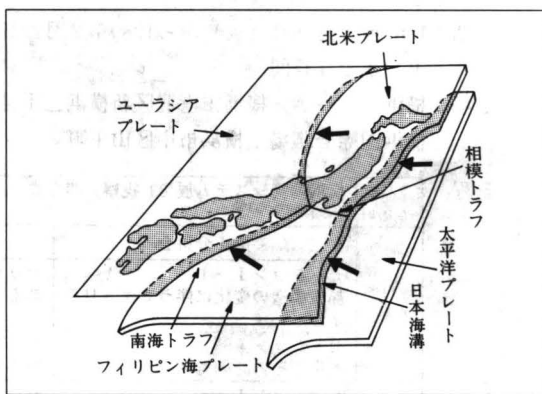 北米プレート
ユーラシア
プレート
相模トラフ
太平洋プレート
日本海溝
南海トラフ
フィリピン海プレート